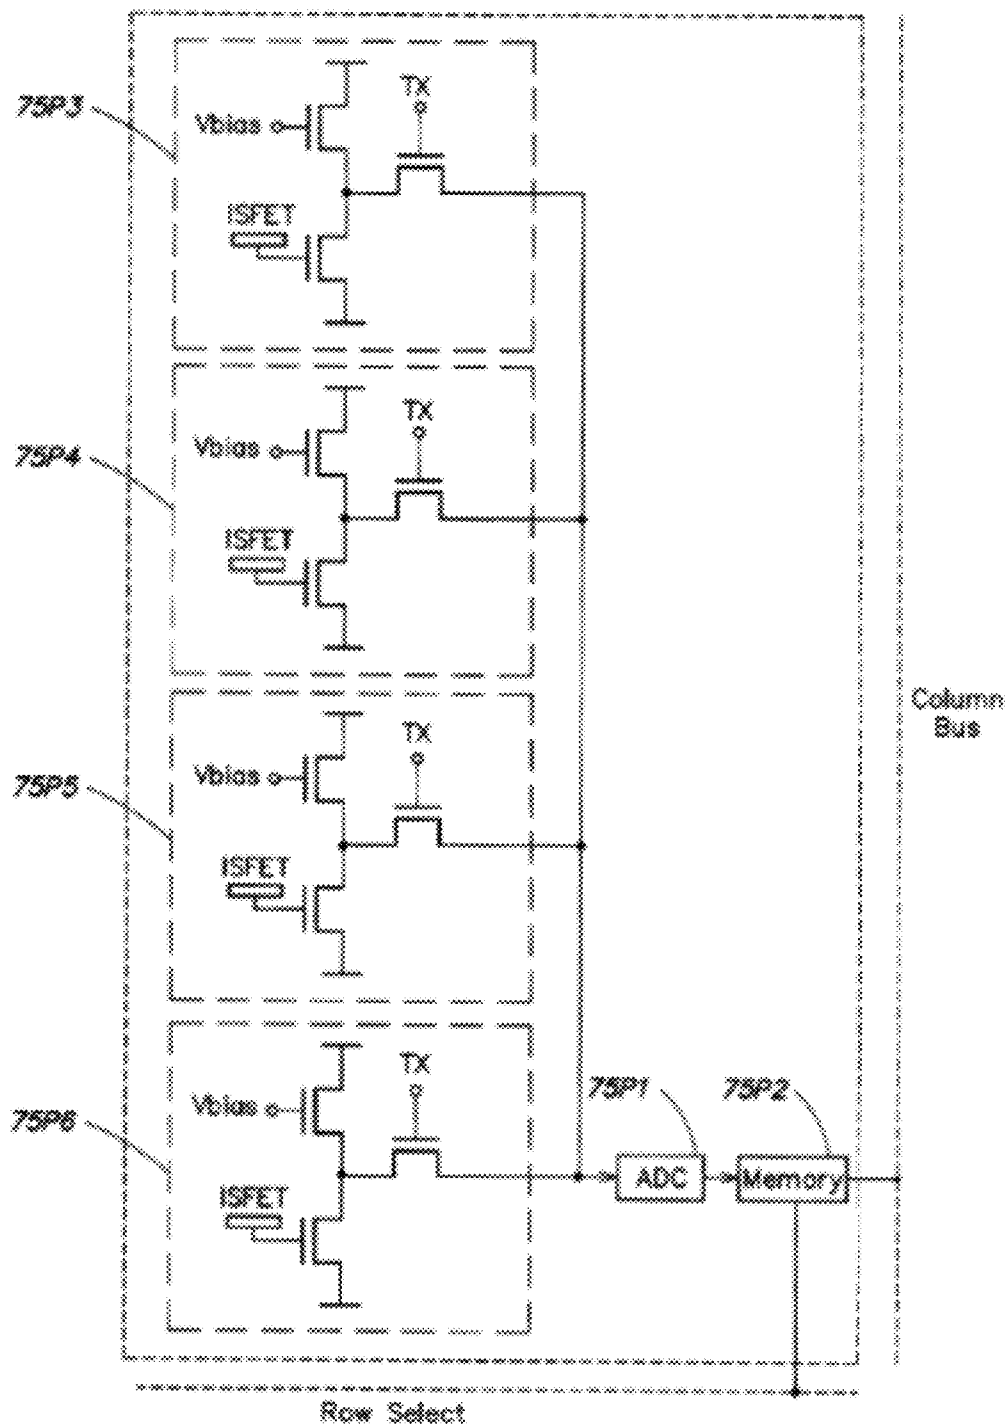 75P3
Vbias
TX
ISFET
75P4
Vbias
TX
ISFET
Column
Bus
75P5
Vbias
TX
ISFET
75P6
Vbias
TX
ISFET
75P1
75P2
ADC
Memory
Row Select